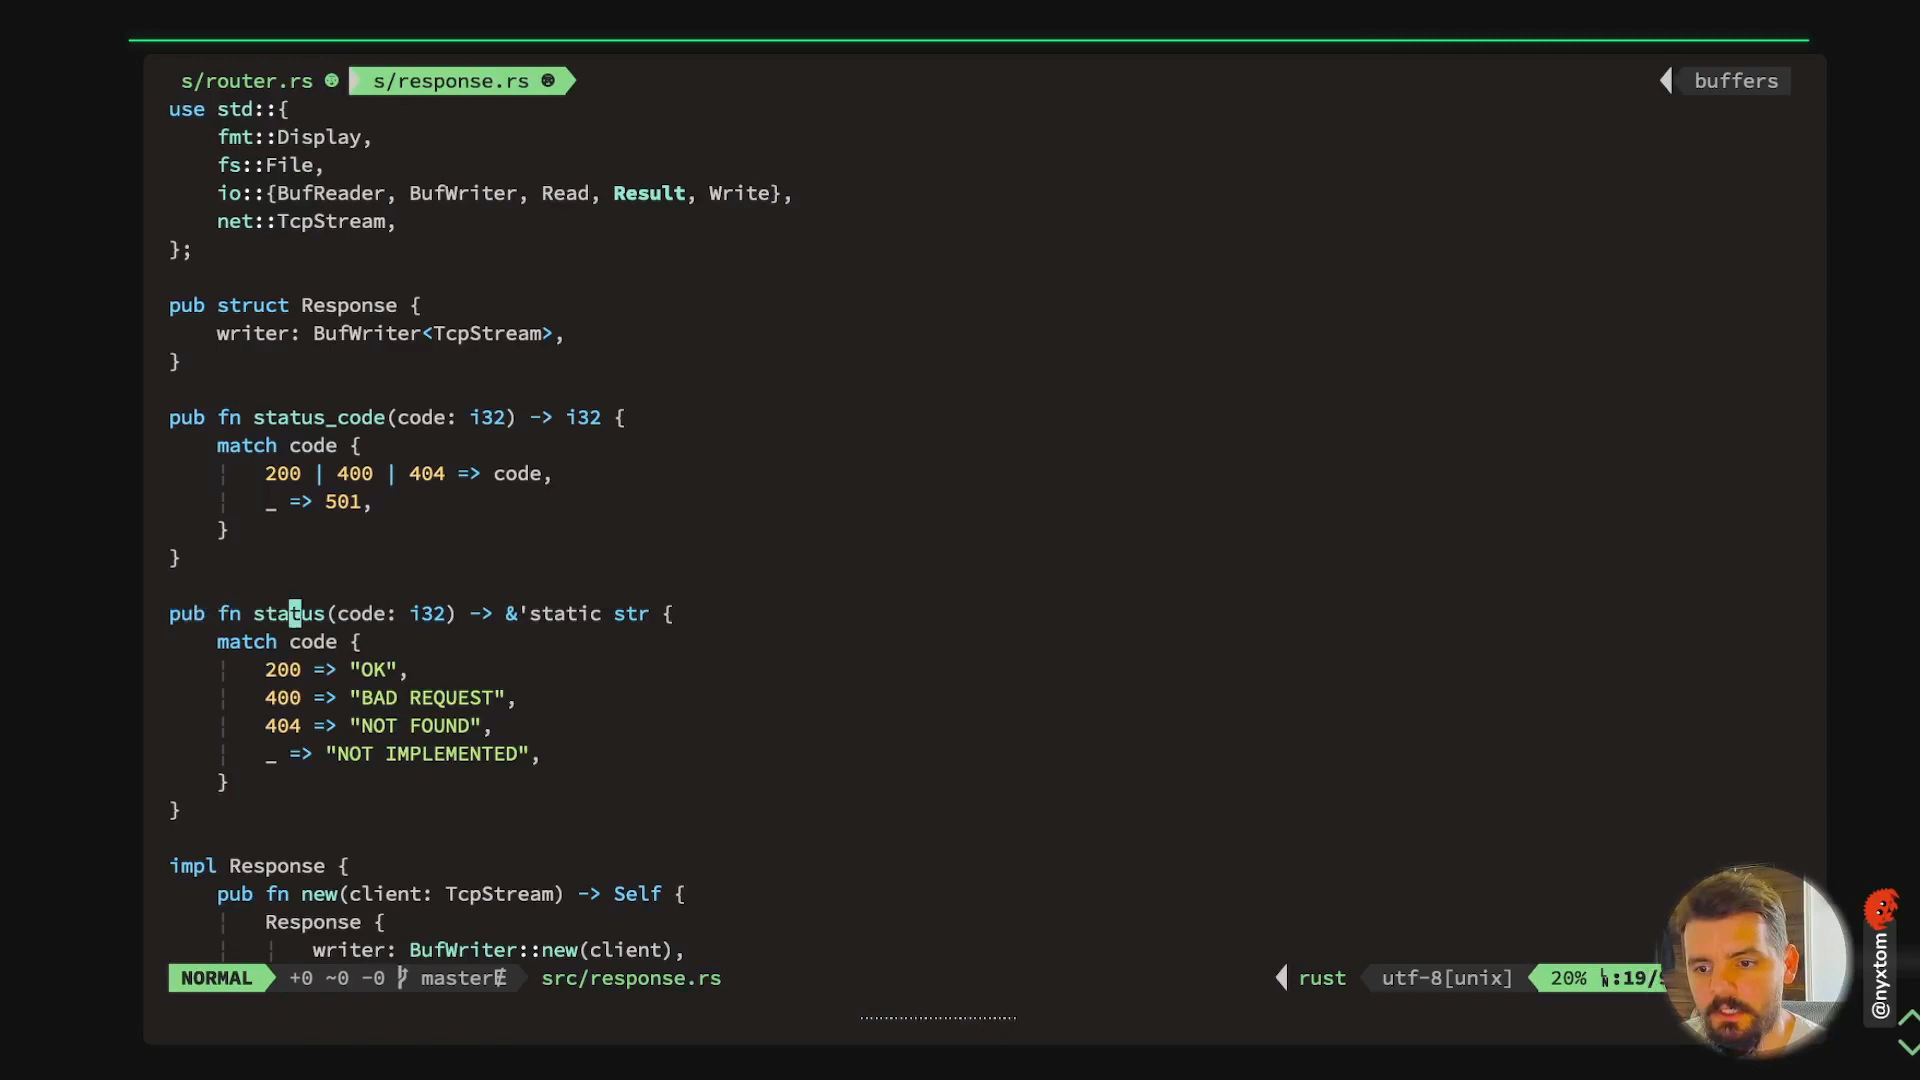 s/router.rs s/response.rs buffers
use std::{
    fmt::Display,
    fs::File,
    io::{BufReader, BufWriter, Read, Result, Write},
    net::TcpStream,
};
pub struct Response {
    writer: BufWriter<TcpStream>,
}
pub fn status_code(code: i32) -> i32 {
    match code {
        200 | 400 | 404 => code,
        _ => 501,
    }
}
pub fn status(code: i32) -> &'static str {
    match code {
        200 => "OK",
        400 => "BAD REQUEST",
        404 => "NOT FOUND",
        _ => "NOT IMPLEMENTED",
    }
}
impl Response {
    pub fn new(client: TcpStream) -> Self {
        Response {
            writer: BufWriter::new(client),
NORMAL +0 ~0 -0 master src/response.rs rust utf-8[unix] 20% :19/
@nyxtom